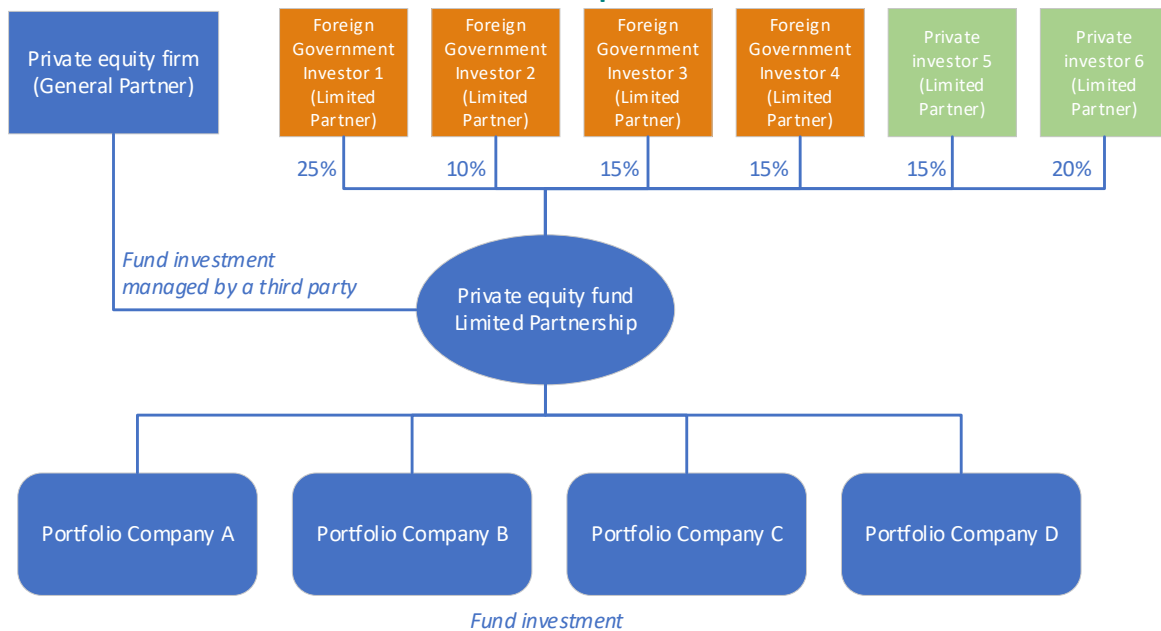 Private equity firm
(General Partner)
Foreign
Government
Investor 1
(Limited
Partner)
Foreign
Government
Investor 2
(Limited
Partner)
Foreign
Government
Investor 3
(Limited
Partner)
Foreign
Government
Investor 4
(Limited
Partner)
Private
investor 5
(Limited
Partner)
Private
investor 6
(Limited
Partner)
25%
10%
15%
15%
15%
20%
Fund investment
managed by a third party
Private equity fund
Limited Partnership
Portfolio Company A
Portfolio Company B
Portfolio Company C
Portfolio Company D
Fund investment